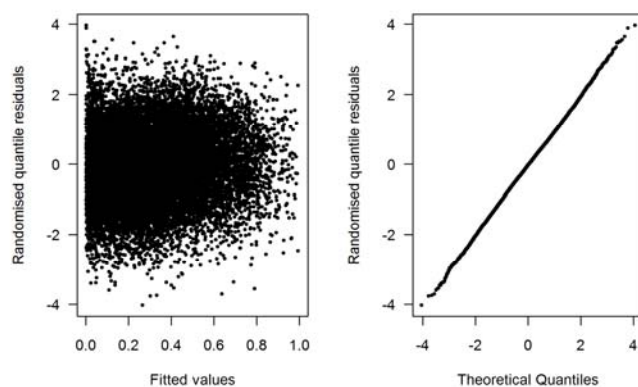 Randomised quantile residuals
4
2
0
-2
-4
0.0 0.2 0.4 0.6 0.8 1.0
Fitted values
Randomised quantile residuals
4
2
0
-2
-4
-4 -2 0 2 4
Theoretical Quantiles